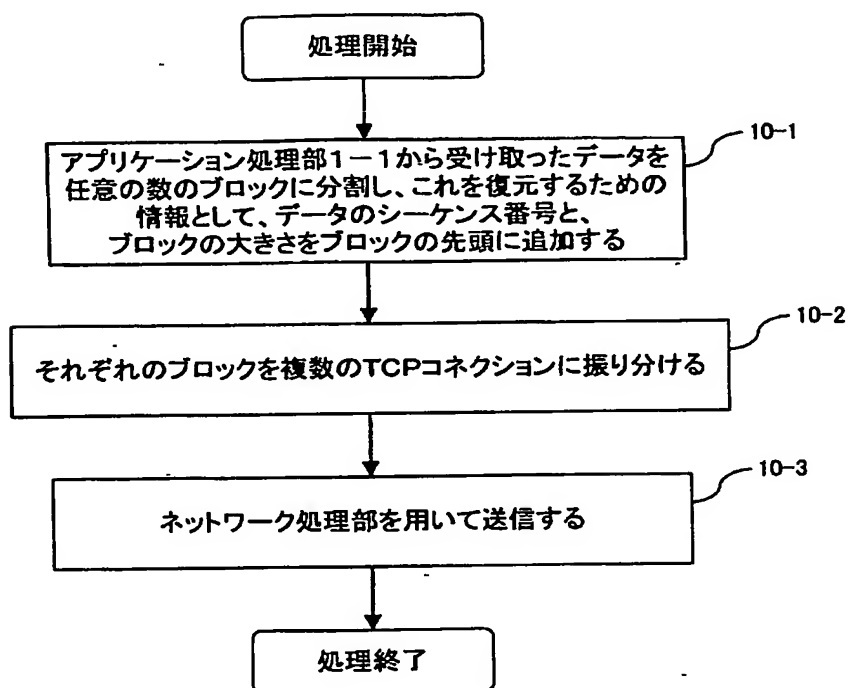 処理開始
10-1
アプリケーション処理部1-1から受け取ったデータを
任意の数のブロックに分割し、これを復元するための
情報として、データのシーケンス番号と、
ブロックの大きさをブロックの先頭に追加する
10-2
それぞれのブロックを複数のTCPコネクションに振り分ける
10-3
ネットワーク処理部を用いて送信する
処理終了